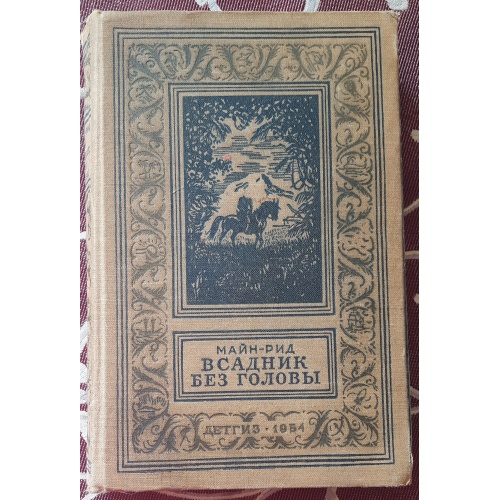 МАЙН-РИД
ВСАДНИК
БЕЗ ГОЛОВЫ
ДЕТГИЗ · 1954